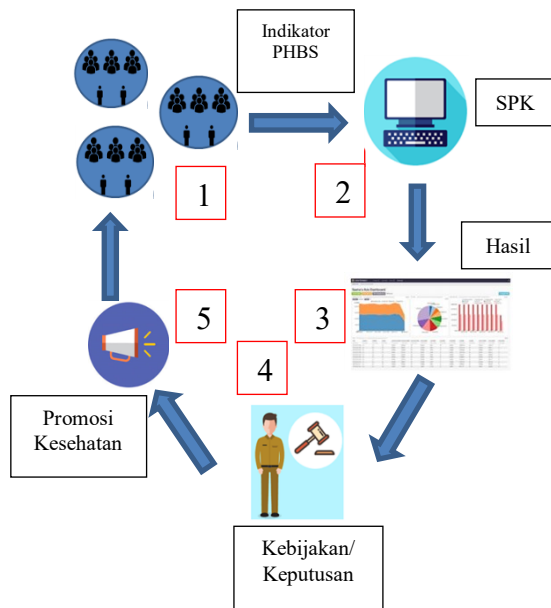 Indikator
PHBS
SPK
1
2
Hasil
5
3
4
Promosi
Kesehatan
Kebijakan/
Keputusan